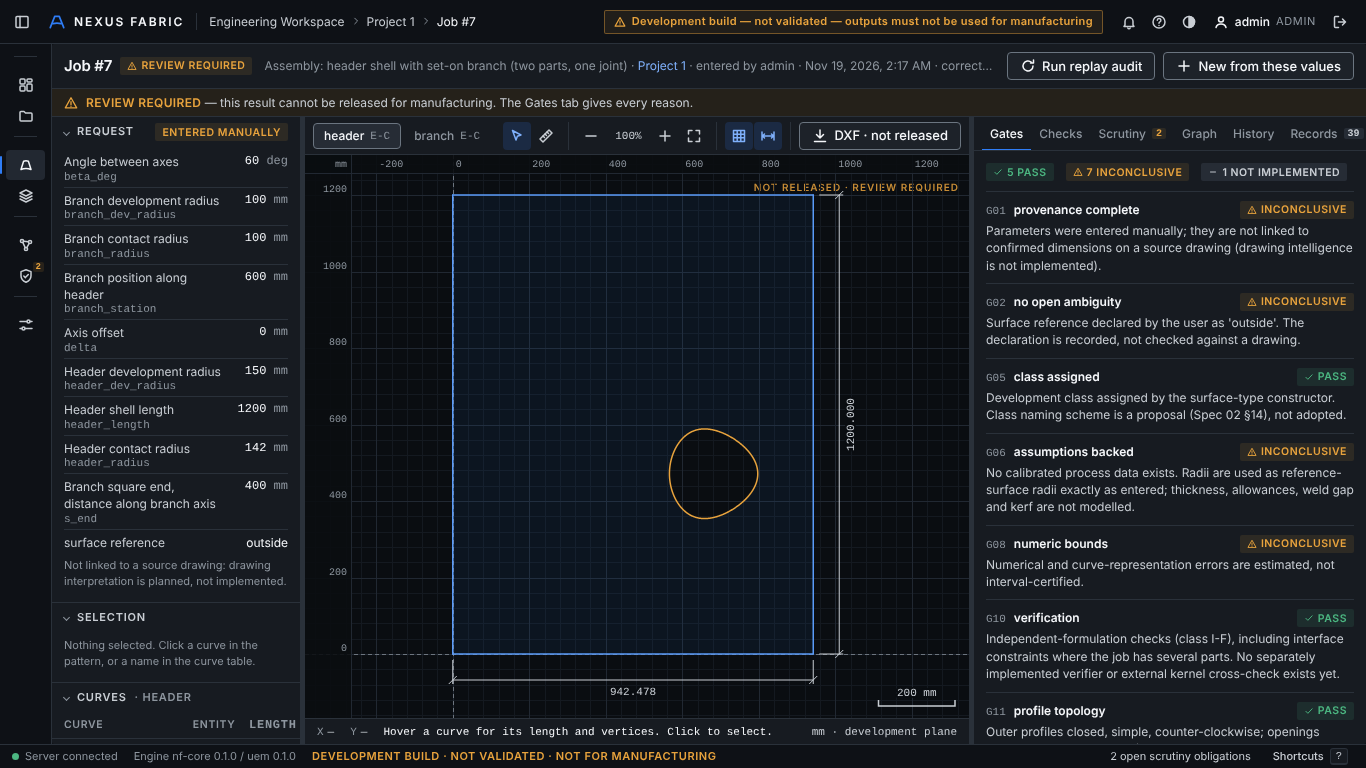 NEXUS FABRIC
Engineering Workspace › Project 1 › Job #7
Development build — not validated — outputs must not be used for manufacturing
admin ADMIN
Job #7
REVIEW REQUIRED
Assembly: header shell with set-on branch (two parts, one joint) · Project 1 · entered by admin · Nov 19, 2026, 2:17 AM · correct...
Run replay audit
New from these values
REVIEW REQUIRED — this result cannot be released for manufacturing. The Gates tab gives every reason.
REQUEST
ENTERED MANUALLY
Angle between axes 60 deg
beta_deg
Branch development radius 100 mm
branch_dev_radius
Branch contact radius 100 mm
branch_radius
Branch position along 600 mm
header
branch_station
Axis offset 0 mm
delta
Header development radius 150 mm
header_dev_radius
Header shell length 1200 mm
header_length
Header contact radius 142 mm
header_radius
Branch square end, 400 mm
distance along branch axis
s_end
surface reference outside
Not linked to a source drawing: drawing
interpretation is planned, not implemented.
SELECTION
Nothing selected. Click a curve in the
pattern, or a name in the curve table.
CURVES · HEADER
CURVE ENTITY LENGTH
header E-C
branch E-C
100%
DXF · not released
mm -200 0 200 400 600 800 1000 1200
NOT RELEASED · REVIEW REQUIRED
1200
1000
800
600
400
200
0
1200.000
942.478
200 mm
X — Y — Hover a curve for its length and vertices. Click to select. mm · development plane
Gates Checks Scrutiny 2 Graph History Records 39
5 PASS
7 INCONCLUSIVE
1 NOT IMPLEMENTED
G01 provenance complete INCONCLUSIVE
Parameters were entered manually; they are not linked to
confirmed dimensions on a source drawing (drawing intelligence
is not implemented).
G02 no open ambiguity INCONCLUSIVE
Surface reference declared by the user as 'outside'. The
declaration is recorded, not checked against a drawing.
G05 class assigned PASS
Development class assigned by the surface-type constructor.
Class naming scheme is a proposal (Spec 02 §14), not adopted.
G06 assumptions backed INCONCLUSIVE
No calibrated process data exists. Radii are used as reference-
surface radii exactly as entered; thickness, allowances, weld gap
and kerf are not modelled.
G08 numeric bounds INCONCLUSIVE
Numerical and curve-representation errors are estimated, not
interval-certified.
G10 verification PASS
Independent-formulation checks (class I-F), including interface
constraints where the job has several parts. No separately
implemented verifier or external kernel cross-check exists yet.
G11 profile topology PASS
Outer profiles closed, simple, counter-clockwise; openings
2
Server connected Engine nf-core 0.1.0 / uem 0.1.0 DEVELOPMENT BUILD · NOT VALIDATED · NOT FOR MANUFACTURING 2 open scrutiny obligations Shortcuts ?